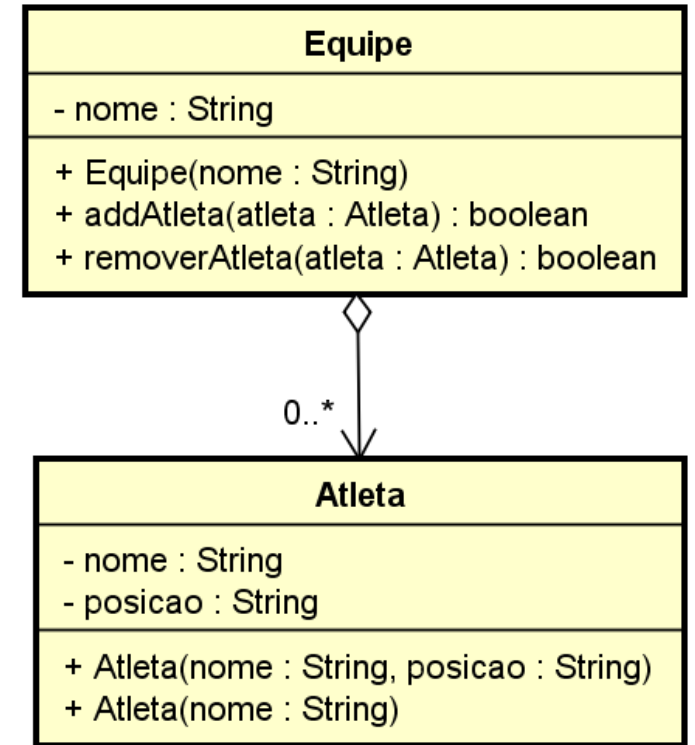 Equipe
- nome : String
+ Equipe(nome : String)
+ addAtleta(atleta : Atleta) : boolean
+ removerAtleta(atleta : Atleta) : boolean
0..*
Atleta
- nome : String
- posicao : String
+ Atleta(nome : String, posicao : String)
+ Atleta(nome : String)